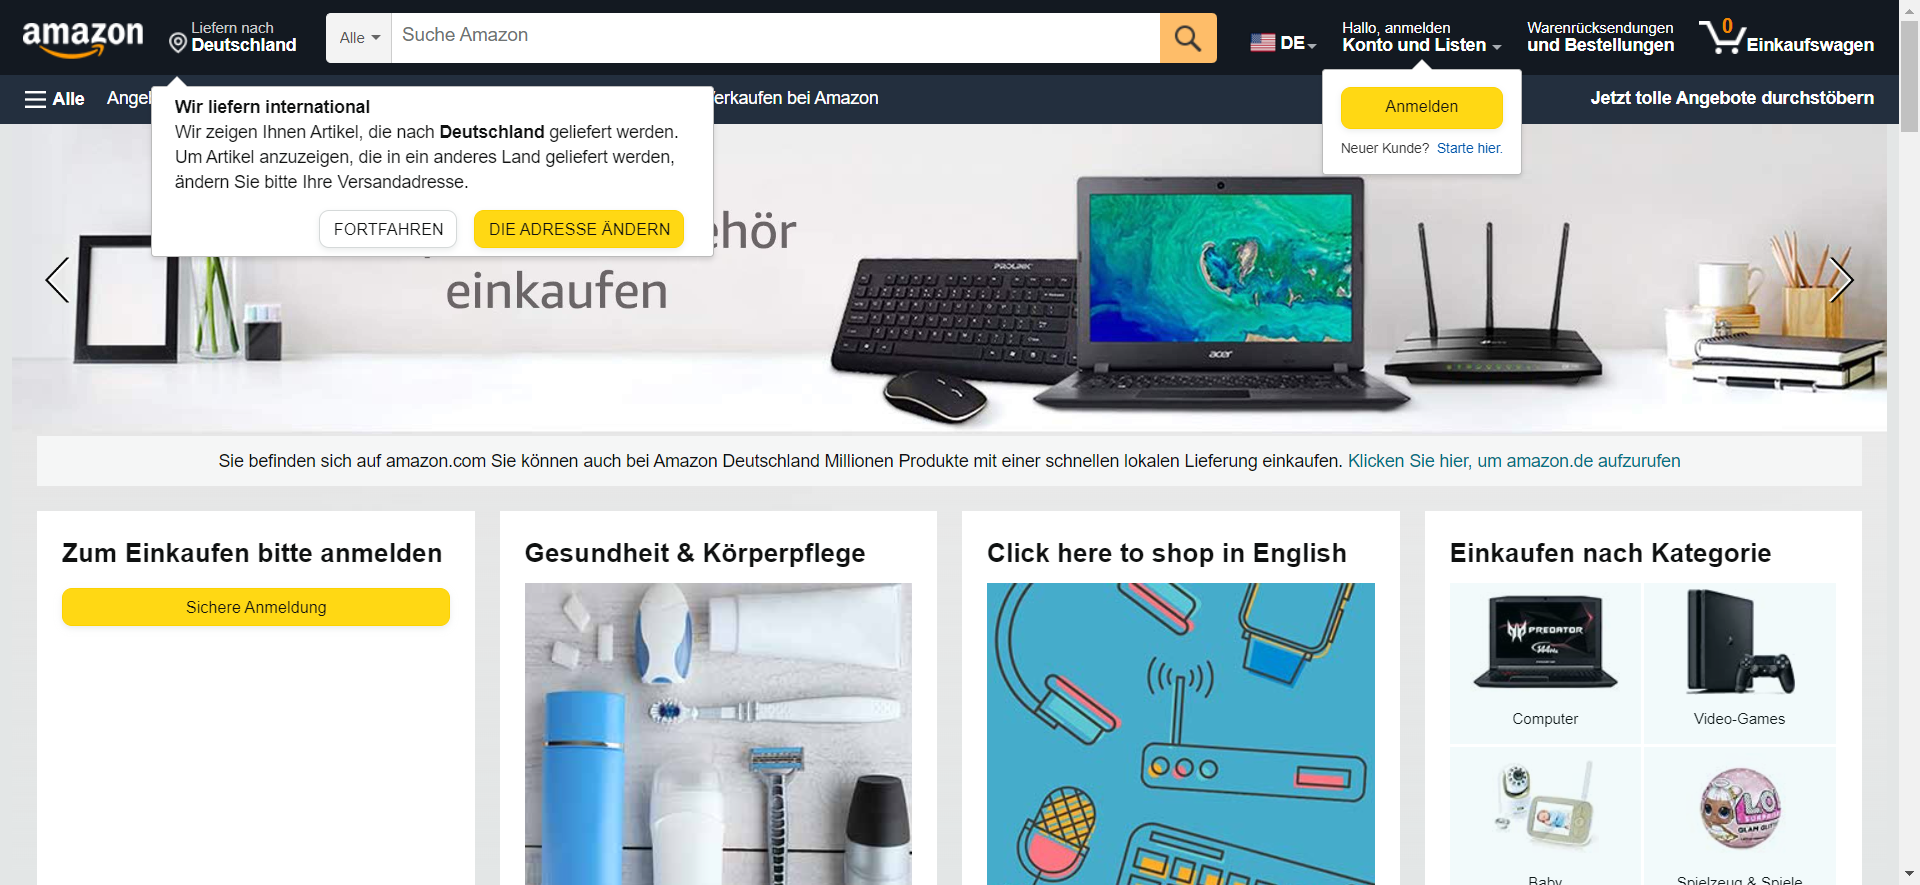 amazon
Liefern nach
Deutschland
Alle
Suche Amazon
DE
Hallo, anmelden
Konto und Listen
Warenrücksendungen
und Bestellungen
0
Einkaufswagen
Alle
Verkaufen bei Amazon
Jetzt tolle Angebote durchstöbern
Wir liefern international
Wir zeigen Ihnen Artikel, die nach Deutschland geliefert werden.
Um Artikel anzuzeigen, die in ein anderes Land geliefert werden,
ändern Sie bitte Ihre Versandadresse.
FORTFAHREN
DIE ADRESSE ÄNDERN
Anmelden
Neuer Kunde? Starte hier.
ehör
einkaufen
PROLINK
acer
Sie befinden sich auf amazon.com Sie können auch bei Amazon Deutschland Millionen Produkte mit einer schnellen lokalen Lieferung einkaufen. Klicken Sie hier, um amazon.de aufzurufen
Zum Einkaufen bitte anmelden
Sichere Anmeldung
Gesundheit & Körperpflege
Click here to shop in English
Einkaufen nach Kategorie
PREDATOR
144Hz
Computer
Video-Games
L.O.L.
SURPRISE
GLAM GLITTER
Baby
Spielzeug & Spiele